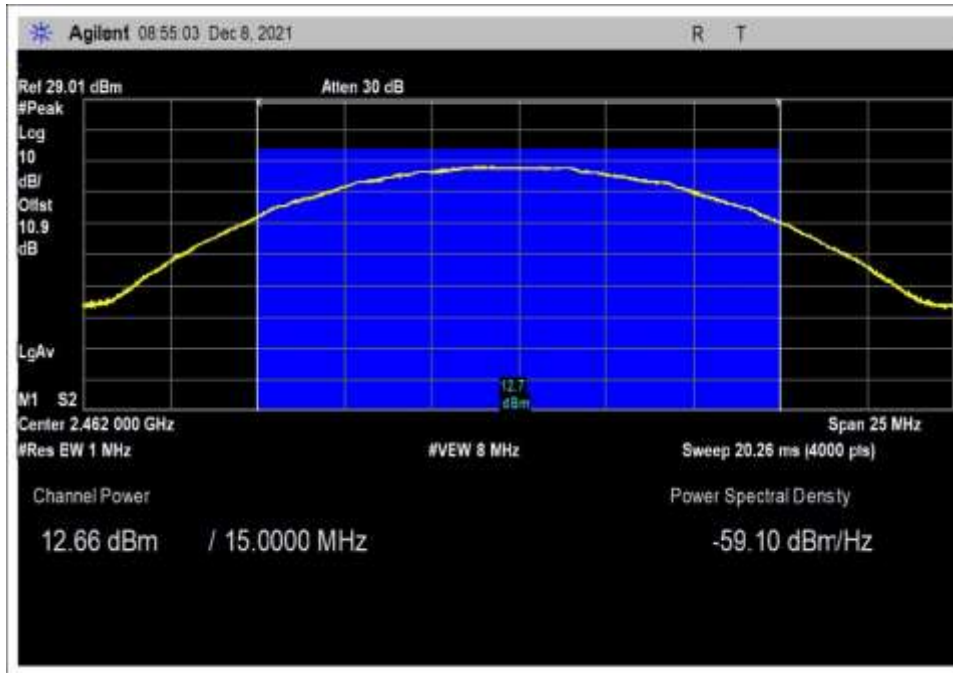 Agilent 08:55:03 Dec 8, 2021 R T
Ref 29.01 dBm Atten 30 dB
#Peak
Log
10
dB/
Offst
10.9
dB
LgAv
12.7
dBm
M1 S2
Center 2.462 000 GHz Span 25 MHz
#Res BW 1 MHz #VBW 8 MHz Sweep 20.26 ms (4000 pts)
Channel Power Power Spectral Density
12.66 dBm / 15.0000 MHz -59.10 dBm/Hz